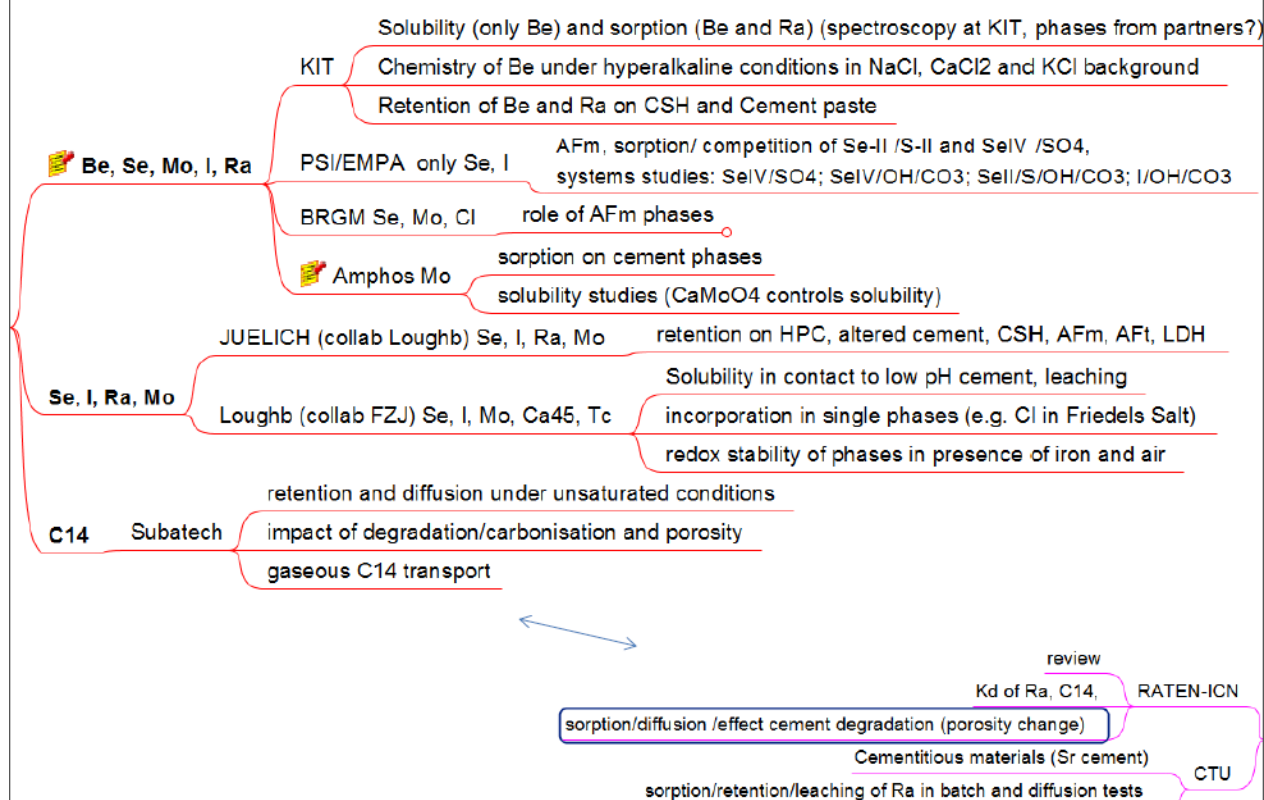 Solubility (only Be) and sorption (Be and Ra) (spectroscopy at KIT, phases from partners?)
KIT
Chemistry of Be under hyperalkaline conditions in NaCl, CaCl2 and KCl background
Retention of Be and Ra on CSH and Cement paste
Be, Se, Mo, I, Ra
PSI/EMPA only Se, I
AFm, sorption/ competition of Se-II /S-II and SeIV /SO4,
systems studies: SeIV/SO4; SeIV/OH/CO3; SeII/S/OH/CO3; I/OH/CO3
BRGM Se, Mo, Cl
role of AFm phases
Amphos Mo
sorption on cement phases
solubility studies (CaMoO4 controls solubility)
JUELICH (collab Loughb) Se, I, Ra, Mo
retention on HPC, altered cement, CSH, AFm, AFt, LDH
Se, I, Ra, Mo
Loughb (collab FZJ) Se, I, Mo, Ca45, Tc
Solubility in contact to low pH cement, leaching
incorporation in single phases (e.g. Cl in Friedels Salt)
redox stability of phases in presence of iron and air
C14
Subatech
retention and diffusion under unsaturated conditions
impact of degradation/carbonisation and porosity
gaseous C14 transport
review
Kd of Ra, C14,
RATEN-ICN
sorption/diffusion /effect cement degradation (porosity change)
Cementitious materials (Sr cement)
CTU
sorption/retention/leaching of Ra in batch and diffusion tests